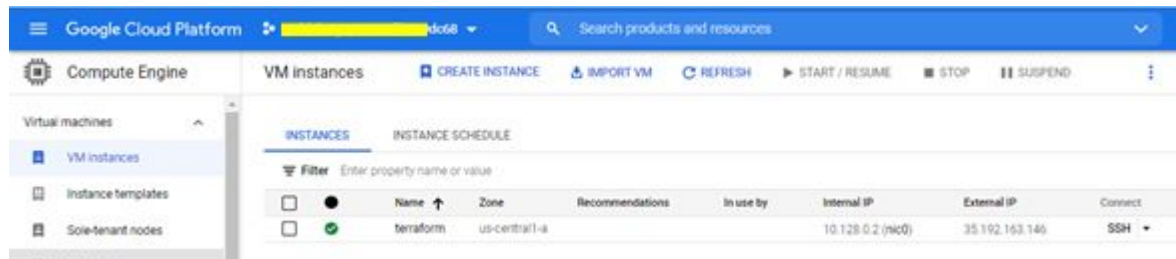 Google Cloud Platform dc68 Search products and resources
Compute Engine VM instances CREATE INSTANCE IMPORT VM REFRESH START / RESUME STOP SUSPEND
Virtual machines
INSTANCES INSTANCE SCHEDULE
VM instances
Filter Enter property name or value
Instance templates
Name Zone Recommendations In use by Internal IP External IP Connect
Sole-tenant nodes
terraform us-central1-a 10.128.0.2 (nic0) 35.192.163.146 SSH